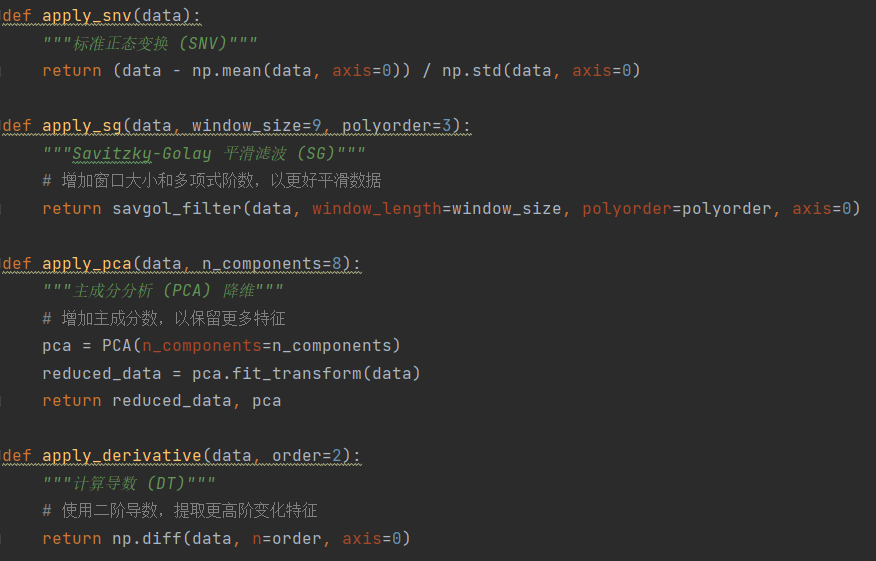 def apply_snv(data):
    """标准正态变换 (SNV)"""
    return (data - np.mean(data, axis=0)) / np.std(data, axis=0)
def apply_sg(data, window_size=9, polyorder=3):
    """Savitzky-Golay 平滑滤波 (SG)"""
    # 增加窗口大小和多项式阶数，以更好平滑数据
    return savgol_filter(data, window_length=window_size, polyorder=polyorder, axis=0)
def apply_pca(data, n_components=8):
    """主成分分析 (PCA) 降维"""
    # 增加主成分数，以保留更多特征
    pca = PCA(n_components=n_components)
    reduced_data = pca.fit_transform(data)
    return reduced_data, pca
def apply_derivative(data, order=2):
    """计算导数 (DT)"""
    # 使用二阶导数，提取更高阶变化特征
    return np.diff(data, n=order, axis=0)